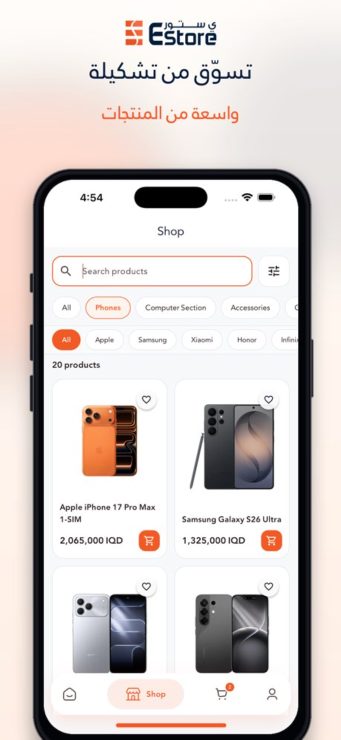 ي ستور
Estore
تسوّق من تشكيلة
واسعة من المنتجات
4:54
Shop
Search products
All
Phones
Computer Section
Accessories
All
Apple
Samsung
Xiaomi
Honor
Infini
20 products
Apple iPhone 17 Pro Max
1-SIM
2,065,000 IQD
Samsung Galaxy S26 Ultra
1,325,000 IQD
Shop